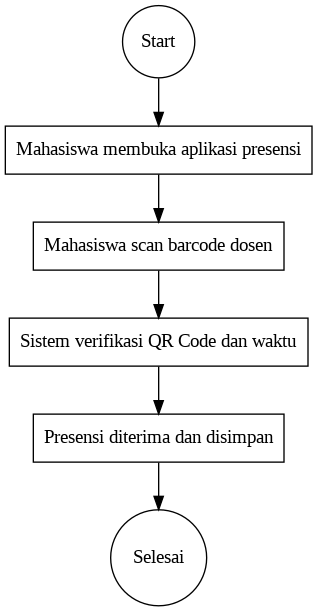 Start
Mahasiswa membuka aplikasi presensi
Mahasiswa scan barcode dosen
Sistem verifikasi QR Code dan waktu
Presensi diterima dan disimpan
Selesai